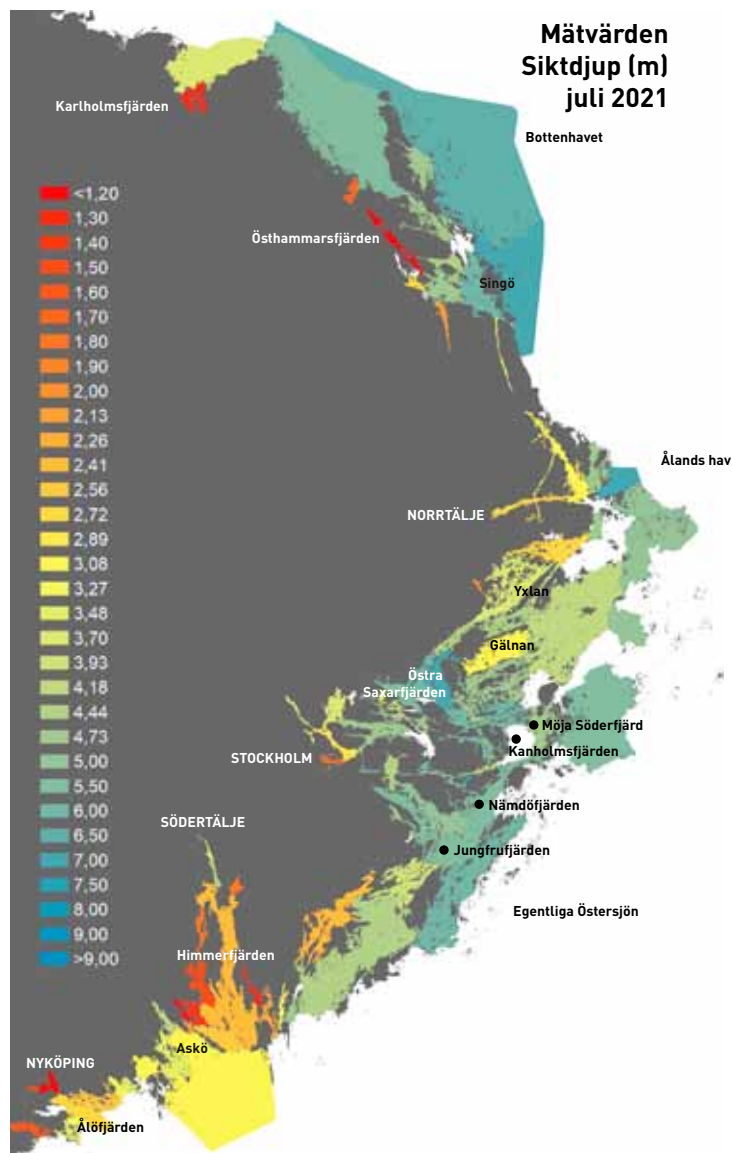 Mätvärden
Siktdjup (m)
juli 2021
Karlholmsfjärden
Bottenhavet
<1,20
1,30
1,40
1,50
1,60
1,70
1,80
1,90
2,00
2,13
2,26
2,41
2,56
2,72
2,89
3,08
3,27
3,48
3,70
3,93
4,18
4,44
4,73
5,00
5,50
6,00
6,50
7,00
7,50
8,00
9,00
>9,00
Östhammarsfjärden
Singö
Ålands hav
NORRTÄLJE
Yxlan
Gälnan
Östra
Saxarfjärden
Möja Söderfjärd
Kanholmsfjärden
STOCKHOLM
Nämdöfjärden
SÖDERTÄLJE
Jungfrufjärden
Egentliga Östersjön
Himmerfjärden
Askö
NYKÖPING
Ålöfjärden